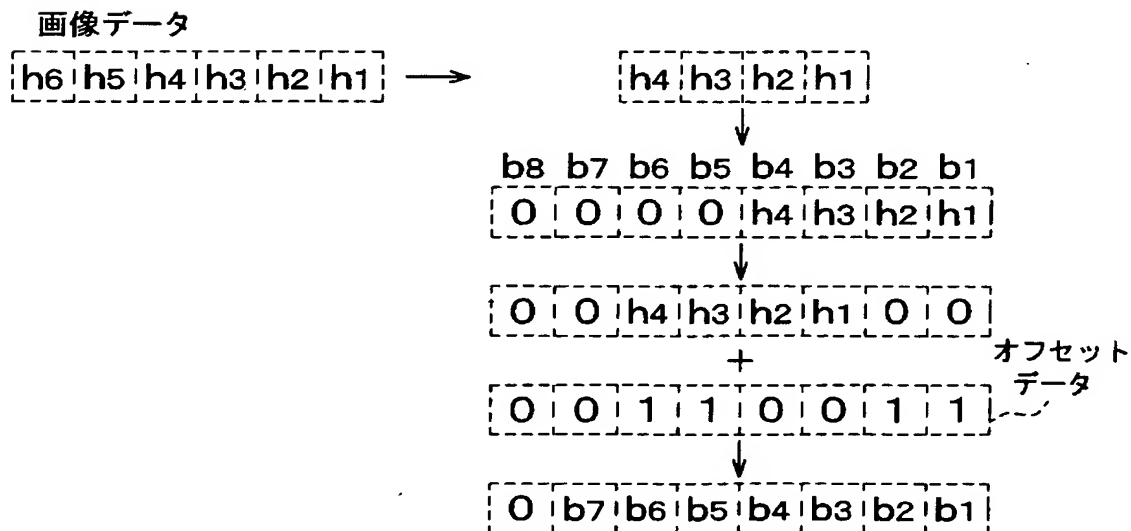 画像データ
h6 h5 h4 h3 h2 h1 → h4 h3 h2 h1
b8 b7 b6 b5 b4 b3 b2 b1
0 0 0 0 h4 h3 h2 h1
0 0 h4 h3 h2 h1 0 0
+
オフセット
データ
0 0 1 1 0 0 1 1
0 b7 b6 b5 b4 b3 b2 b1